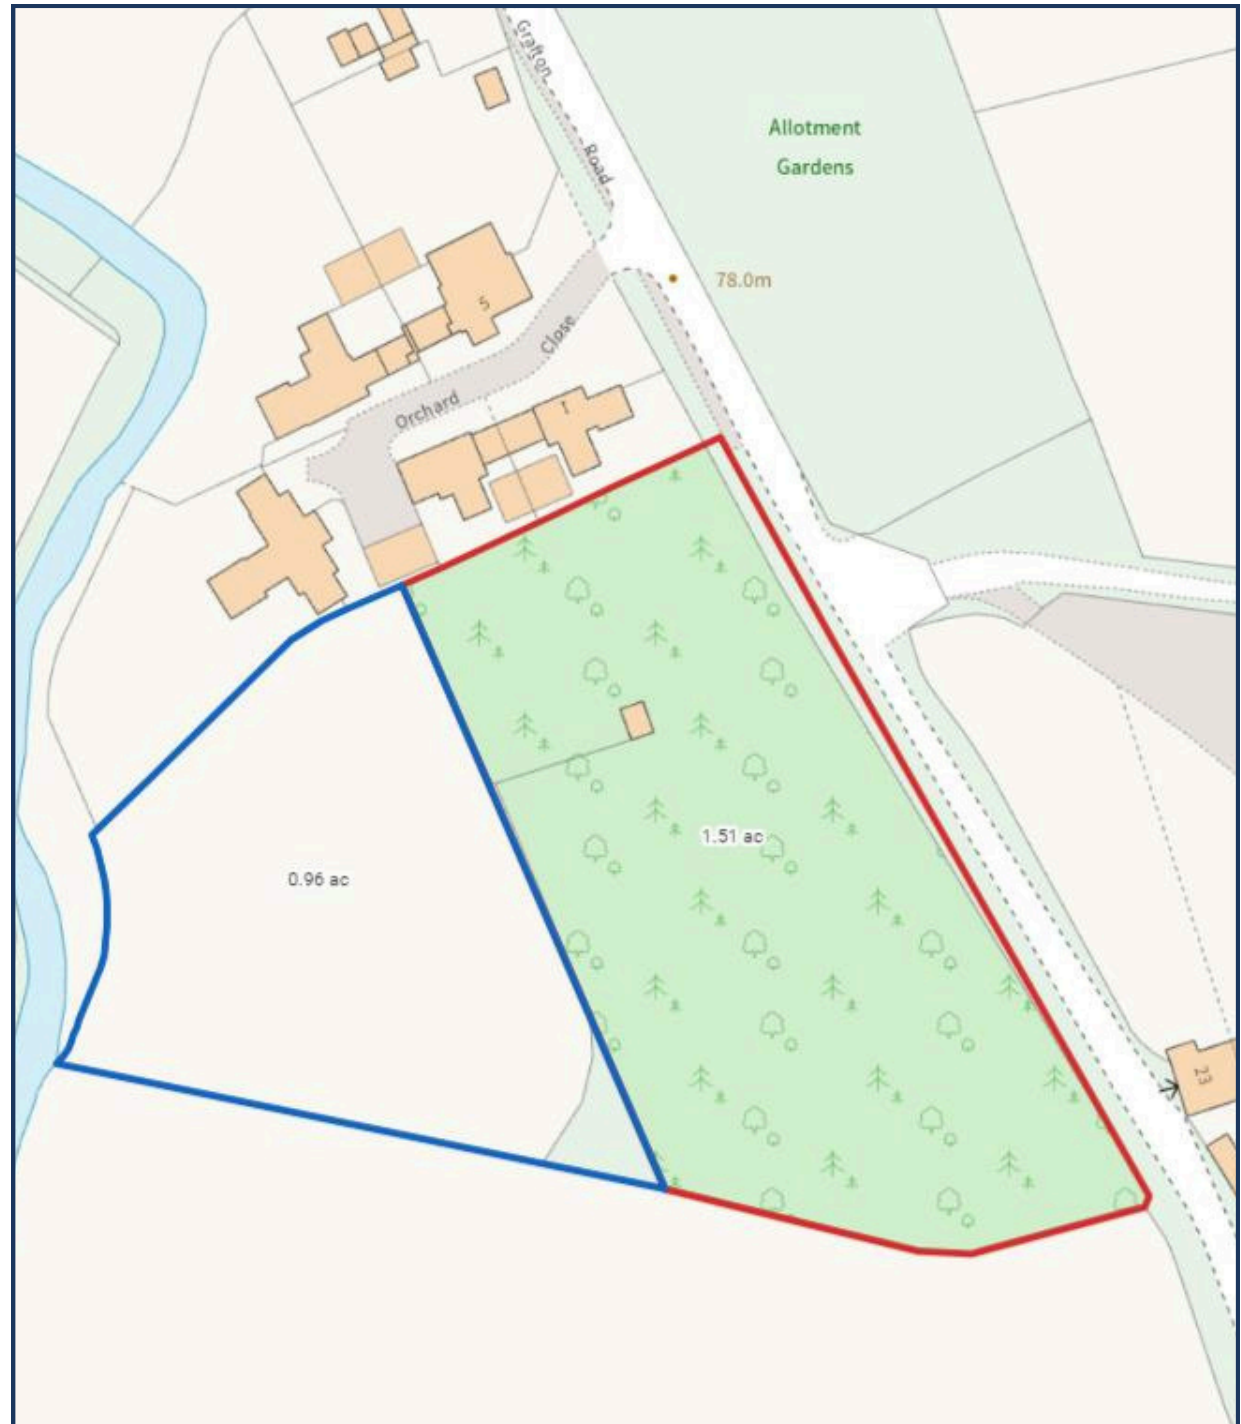 Grafton
Road
Allotment
Gardens
78.0m
5
Close
Orchard
1
1.51 ac
0.96 ac
23